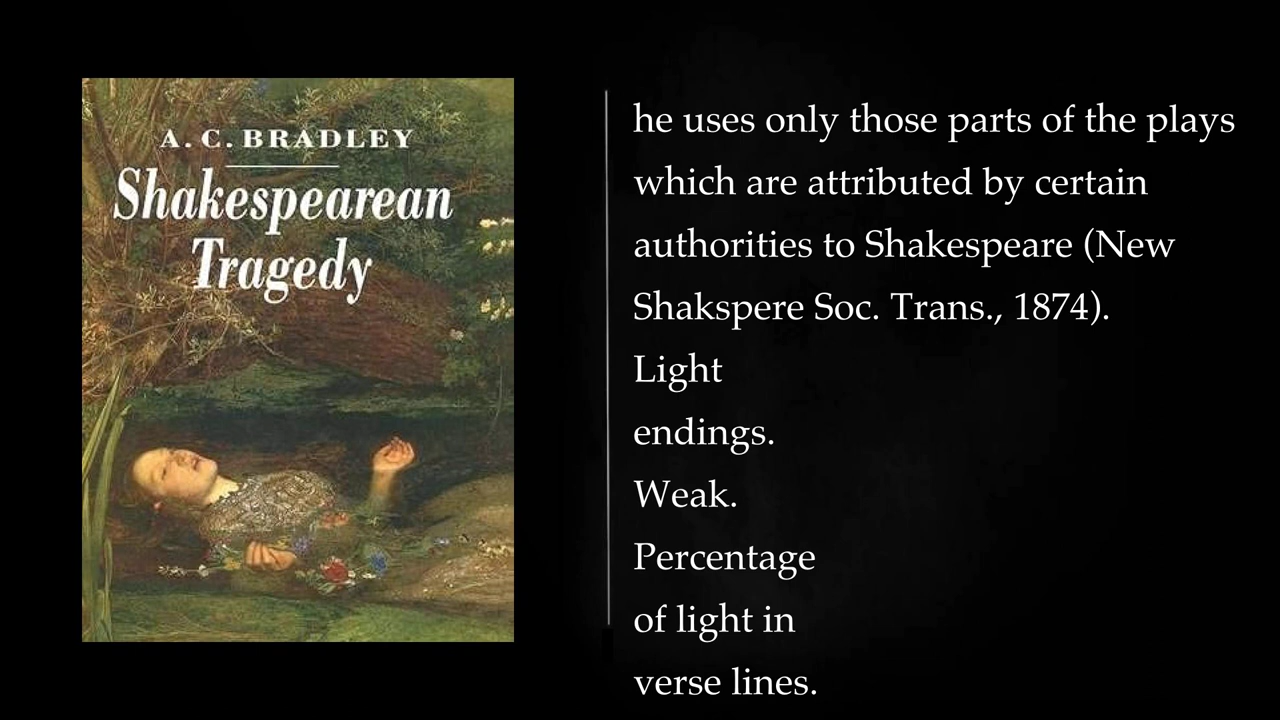 A. C. BRADLEY
Shakespearean
Tragedy
he uses only those parts of the plays
which are attributed by certain
authorities to Shakespeare (New
Shakspere Soc. Trans., 1874).
Light
endings.
Weak.
Percentage
of light in
verse lines.